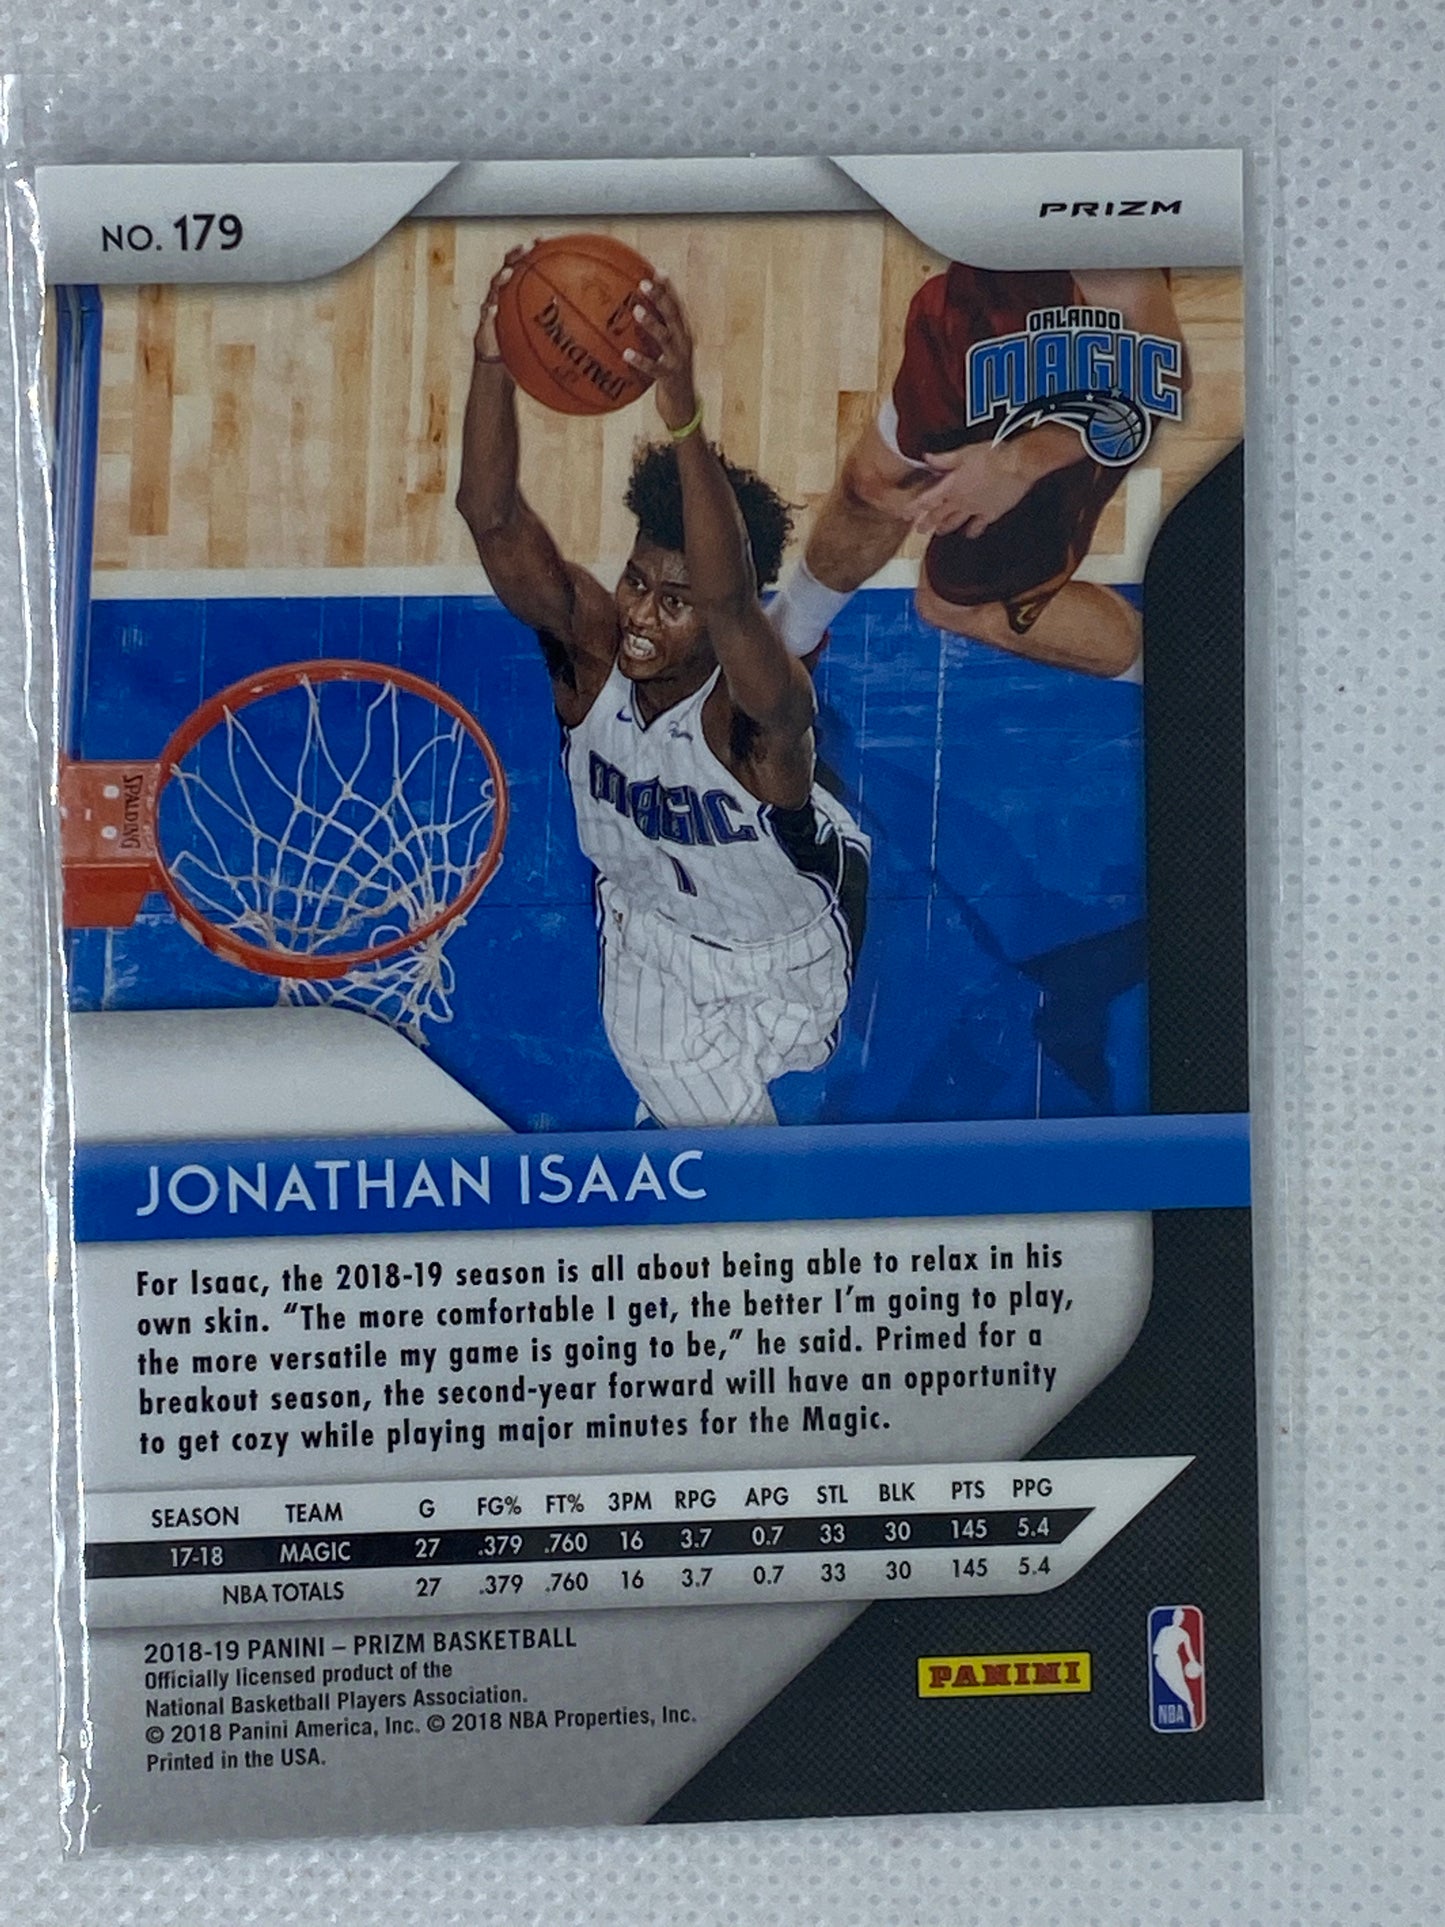 NO. 179
PRIZM
SPALDING
ORLANDO
MAGIC
SPALDING
MAGIC
1
JONATHAN ISAAC
For Isaac, the 2018-19 season is all about being able to relax in his
own skin. “The more comfortable I get, the better I’m going to play,
the more versatile my game is going to be,” he said. Primed for a
breakout season, the second-year forward will have an opportunity
to get cozy while playing major minutes for the Magic.
SEASON TEAM G FG% FT% 3PM RPG APG STL BLK PTS PPG
17-18 MAGIC 27 .379 .760 16 3.7 0.7 33 30 145 5.4
NBA TOTALS 27 .379 .760 16 3.7 0.7 33 30 145 5.4
2018-19 PANINI – PRIZM BASKETBALL
Officially licensed product of the
National Basketball Players Association.
© 2018 Panini America, Inc. © 2018 NBA Properties, Inc.
Printed in the USA.
PANINI
NBA